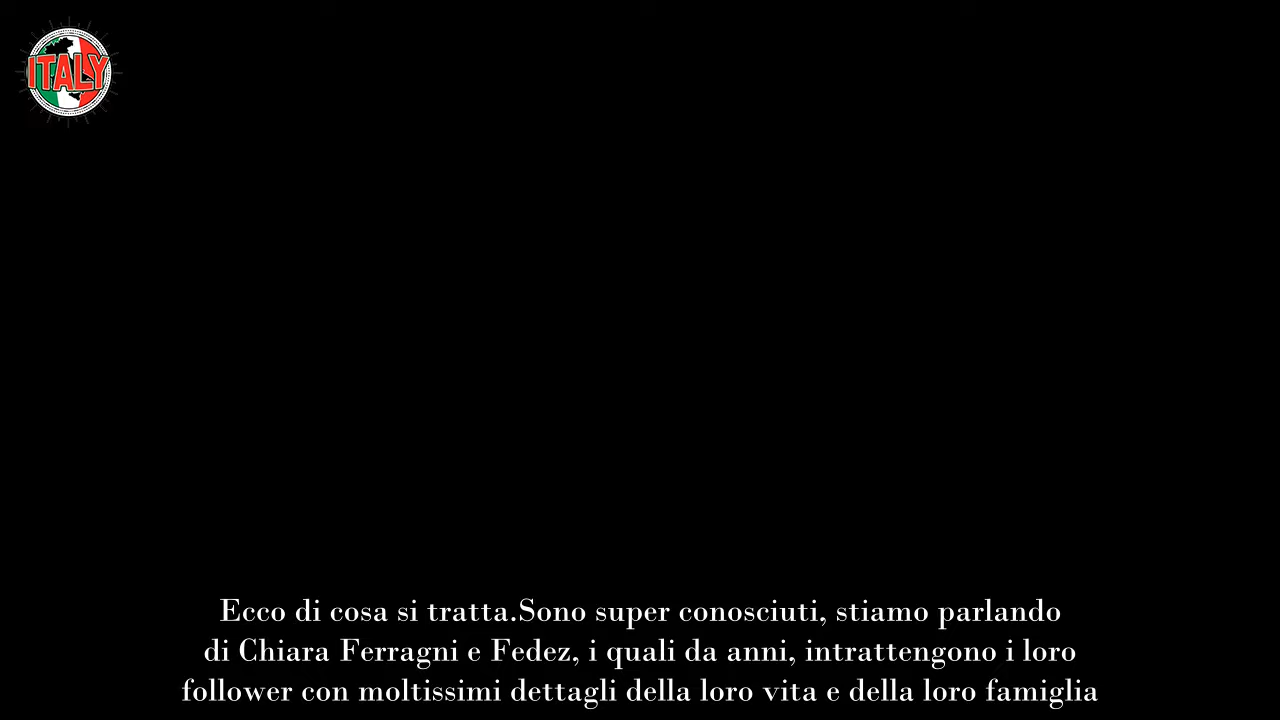 ITALY
Ecco di cosa si tratta.Sono super conosciuti, stiamo parlando
di Chiara Ferragni e Fedez, i quali da anni, intrattengono i loro
follower con moltissimi dettagli della loro vita e della loro famiglia